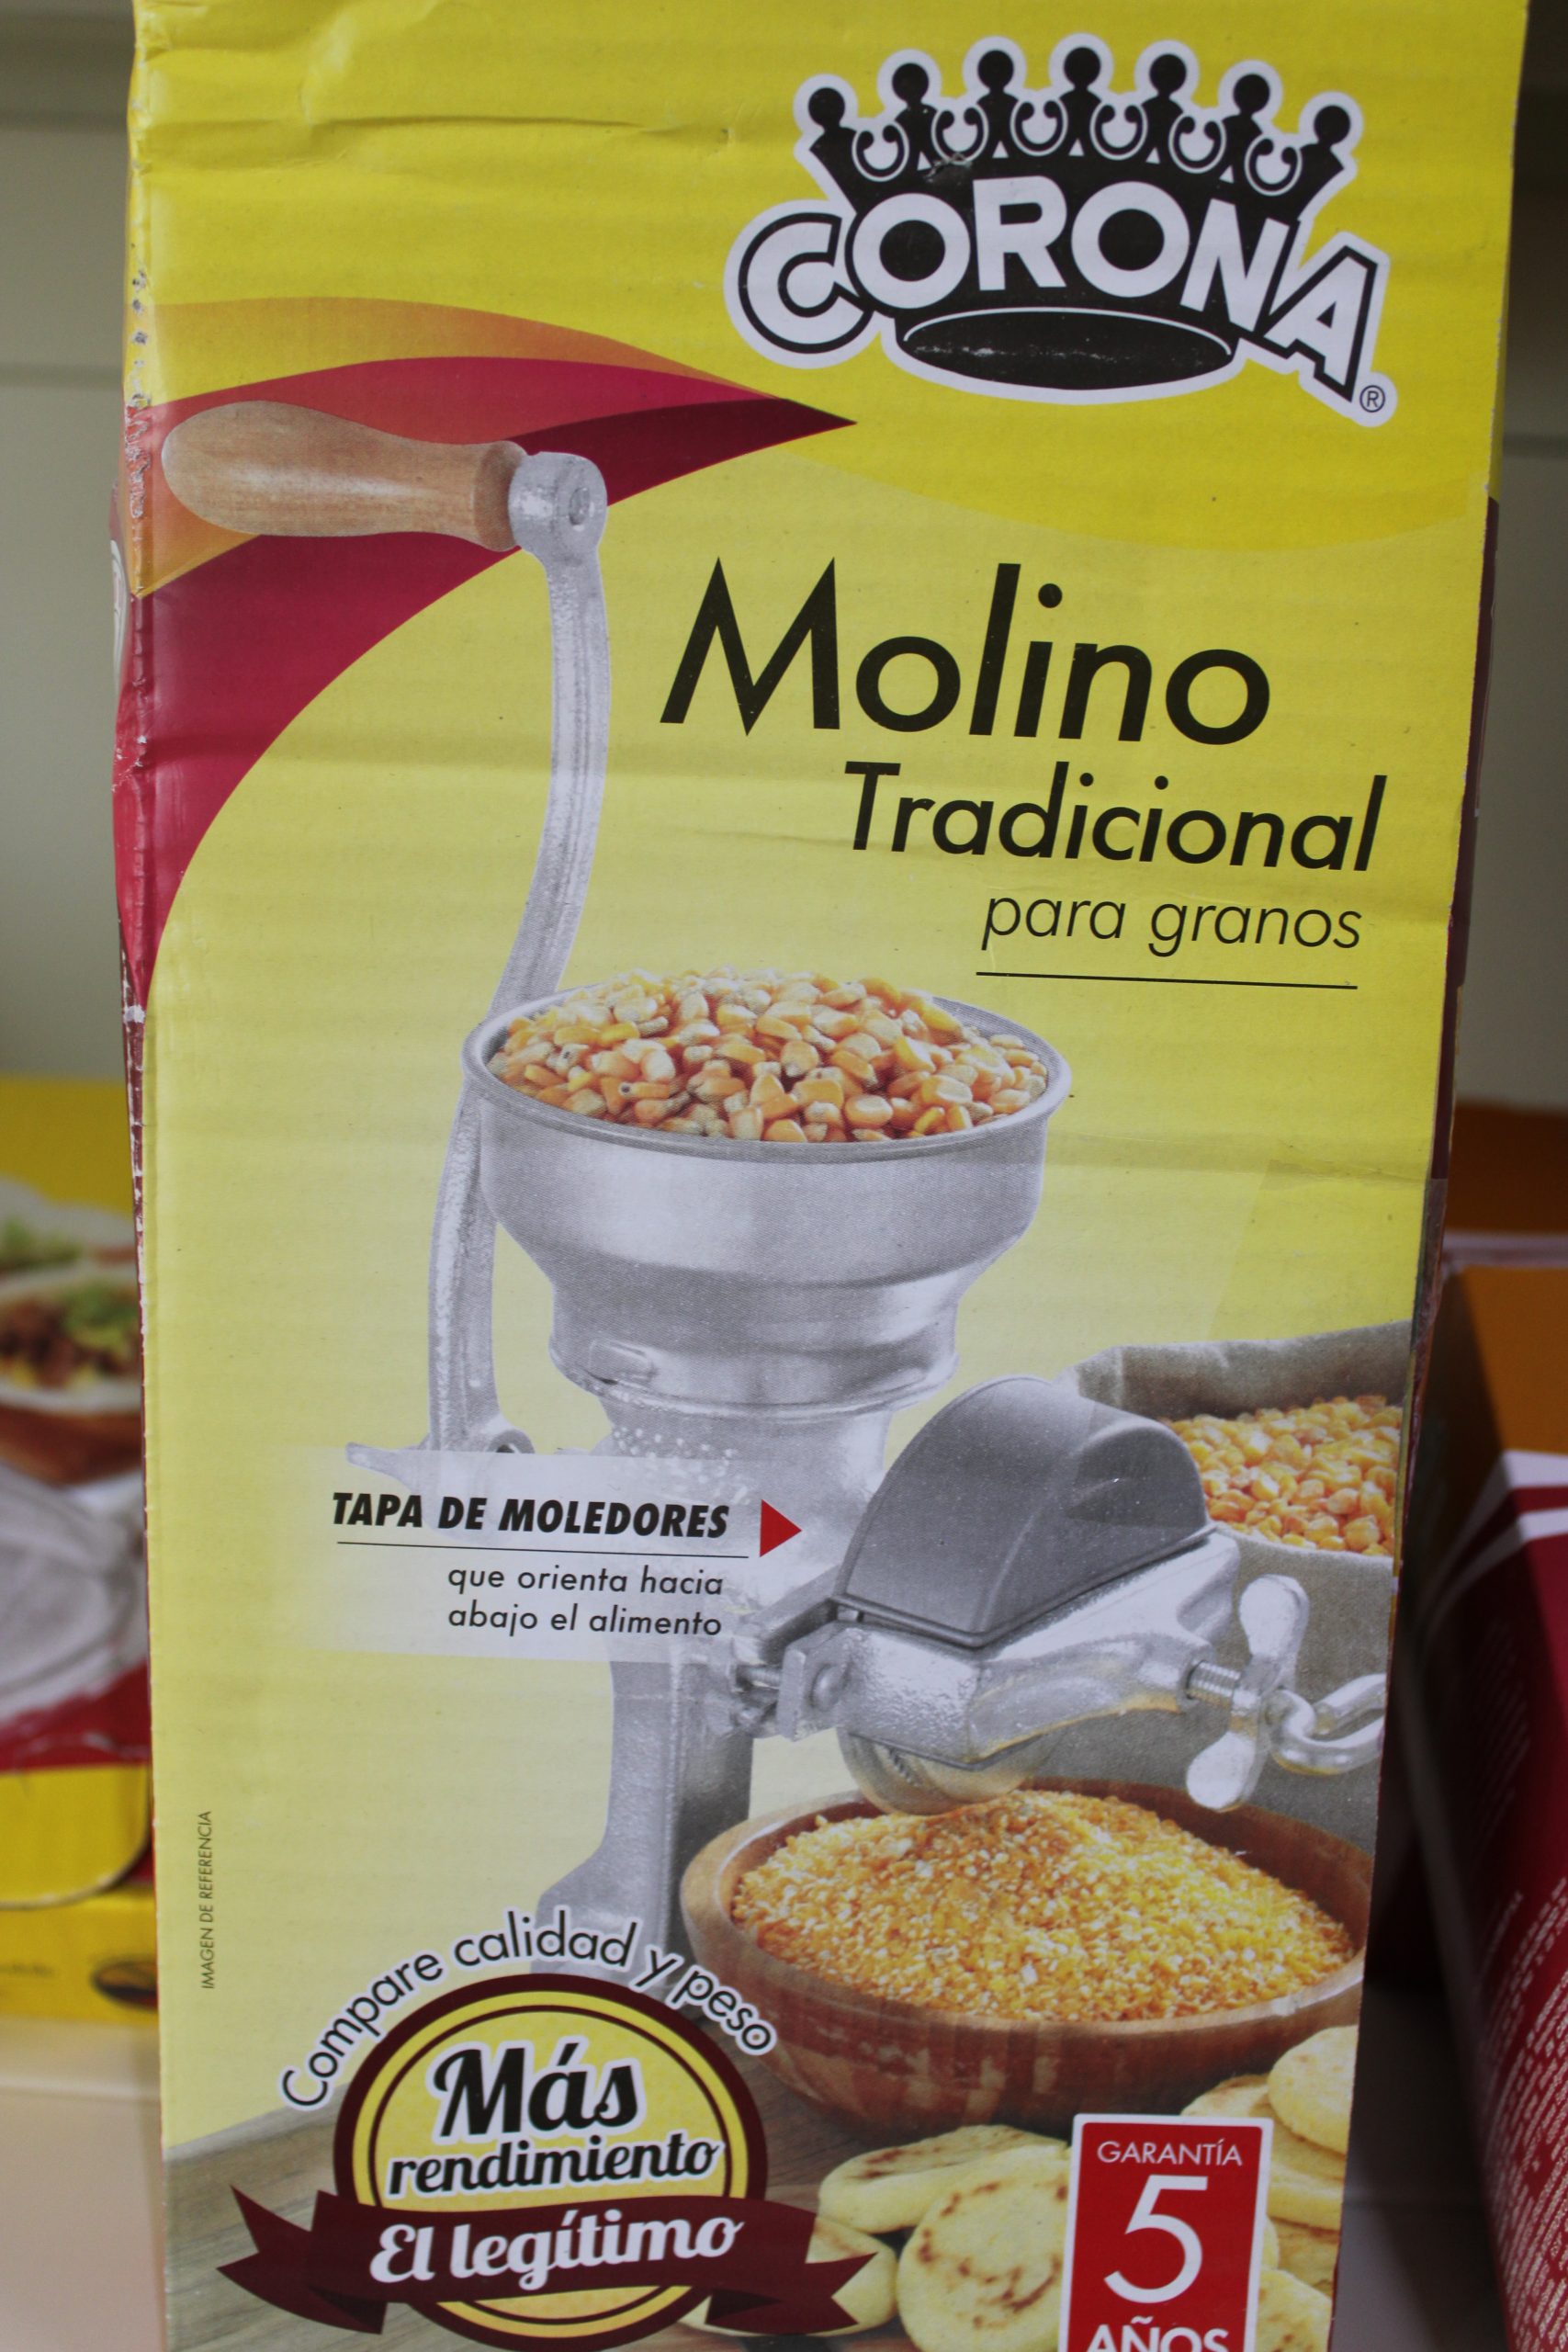 CORONA®
Molino
Tradicional
para granos
TAPA DE MOLEDORES
que orienta hacia
abajo el alimento
IMAGEN DE REFERENCIA
Compare calidad y peso
Más
rendimiento
El legítimo
GARANTÍA
5
AÑOS